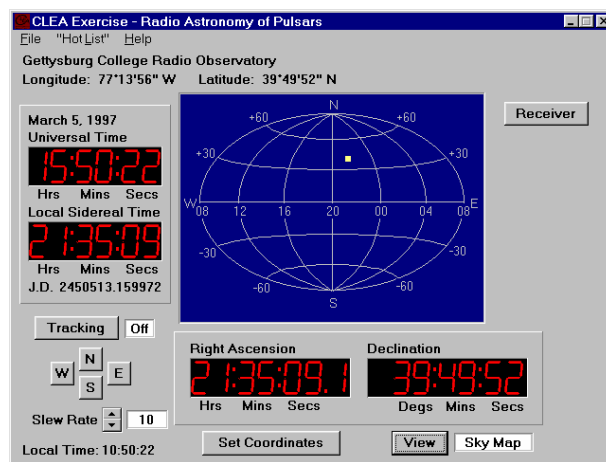 CLEA Exercise - Radio Astronomy of Pulsars
File "Hot List" Help
Gettysburg College Radio Observatory
Longitude: 77°13'56" W Latitude: 39°49'52" N
March 5, 1997
Universal Time
15:50:22
Hrs Mins Secs
Local Sidereal Time
21:35:09
Hrs Mins Secs
J.D. 2450513.159972
N
+60 +60
+30 +30
W 08 12 16 20 00 04 08 E
-30 -30
-60 -60
S
Receiver
Tracking Off
N
W E
S
Slew Rate 10
Local Time: 10:50:22
Right Ascension
21:35:09.1
Hrs Mins Secs
Declination
39:49:52
Degs Mins Secs
Set Coordinates
View Sky Map